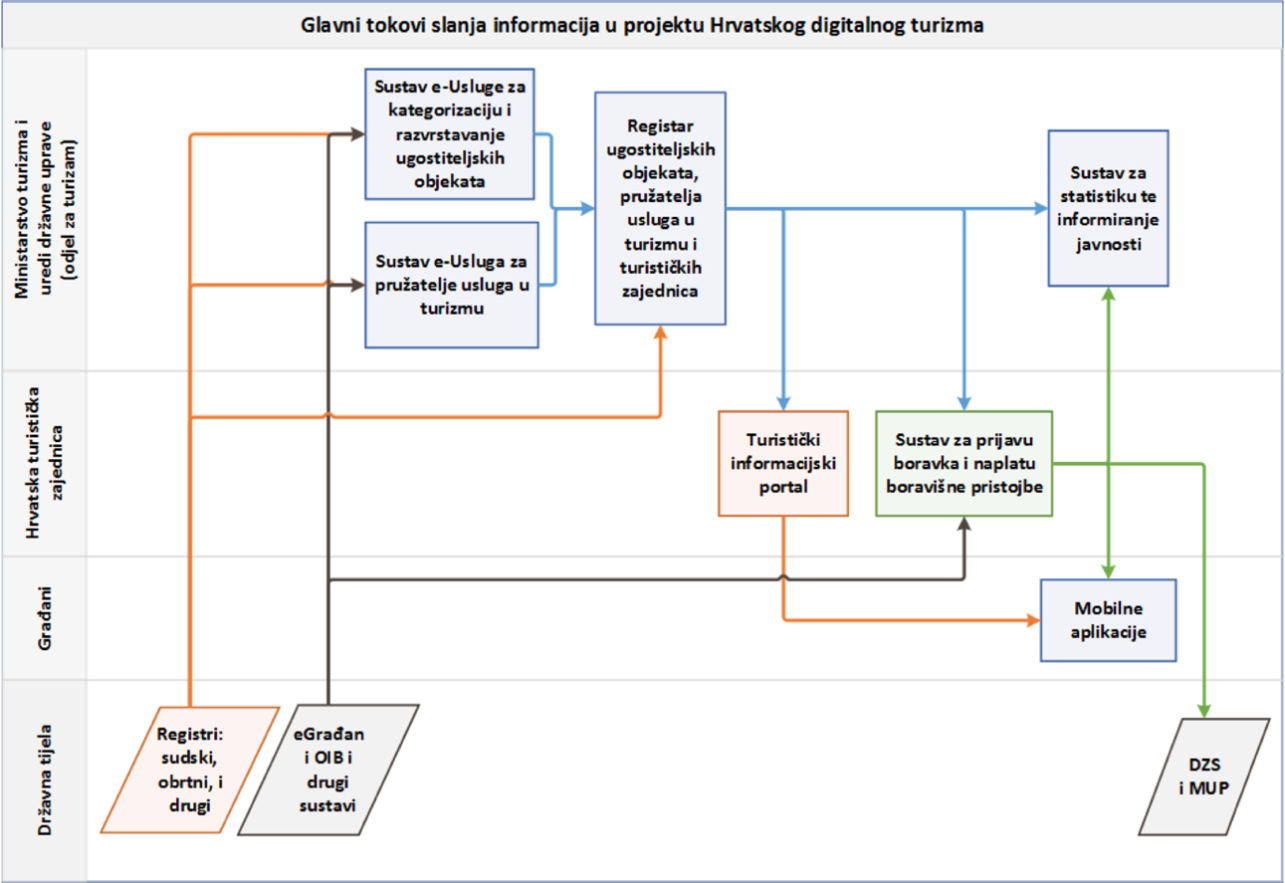 Glavni tokovi slanja informacija u projektu Hrvatskog digitalnog turizma
Ministarstvo turizma i
uredi državne uprave
(odjel za turizam)
Sustav e-Usluge za
kategorizaciju i
razvrstavanje
ugostiteljskih
objekata
Sustav e-Usluga za
pružatelje usluga u
turizmu
Registar
ugostiteljskih
objekata,
pružatelja
usluga u
turizmu i
turističkih
zajednica
Sustav za
statistiku te
informiranje
javnosti
Hrvatska turistička
zajednica
Turistički
informacijski
portal
Sustav za prijavu
boravka i naplatu
boravišne pristojbe
Građani
Mobilne
aplikacije
Državna tijela
Registri:
sudski,
obrtni, i
drugi
eGrađan
i OIB i
drugi
sustavi
DZS
i MUP